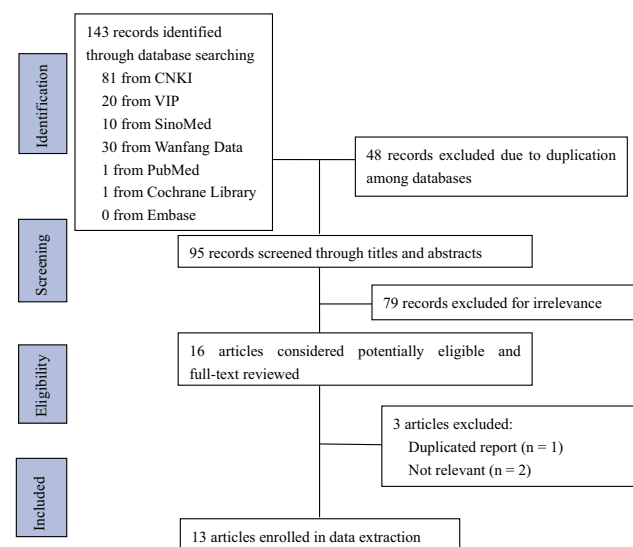 Identification
143 records identified
through database searching
81 from CNKI
20 from VIP
10 from SinoMed
30 from Wanfang Data
1 from PubMed
1 from Cochrane Library
0 from Embase
48 records excluded due to duplication
among databases
Screening
95 records screened through titles and abstracts
79 records excluded for irrelevance
Eligibility
16 articles considered potentially eligible and
full-text reviewed
3 articles excluded:
Duplicated report (n = 1)
Not relevant (n = 2)
Included
13 articles enrolled in data extraction